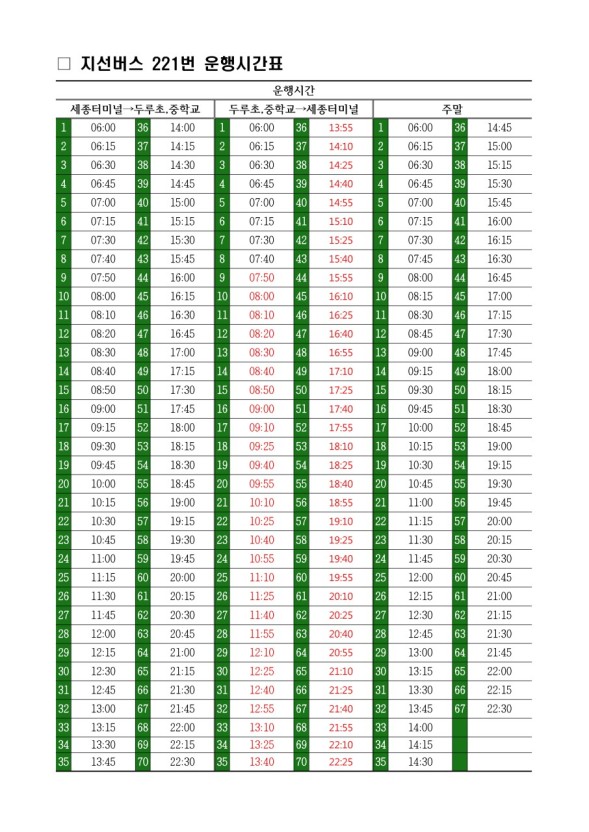 □ 지선버스 221번 운행시간표
운행시간
세종터미널→두루초,중학교 두루초,중학교→세종터미널 주말
1 06:00 36 14:00 1 06:00 36 13:55 1 06:00 36 14:45
2 06:15 37 14:15 2 06:15 37 14:10 2 06:15 37 15:00
3 06:30 38 14:30 3 06:30 38 14:25 3 06:30 38 15:15
4 06:45 39 14:45 4 06:45 39 14:40 4 06:45 39 15:30
5 07:00 40 15:00 5 07:00 40 14:55 5 07:00 40 15:45
6 07:15 41 15:15 6 07:15 41 15:10 6 07:15 41 16:00
7 07:30 42 15:30 7 07:30 42 15:25 7 07:30 42 16:15
8 07:40 43 15:45 8 07:40 43 15:40 8 07:45 43 16:30
9 07:50 44 16:00 9 07:50 44 15:55 9 08:00 44 16:45
10 08:00 45 16:15 10 08:00 45 16:10 10 08:15 45 17:00
11 08:10 46 16:30 11 08:10 46 16:25 11 08:30 46 17:15
12 08:20 47 16:45 12 08:20 47 16:40 12 08:45 47 17:30
13 08:30 48 17:00 13 08:30 48 16:55 13 09:00 48 17:45
14 08:40 49 17:15 14 08:40 49 17:10 14 09:15 49 18:00
15 08:50 50 17:30 15 08:50 50 17:25 15 09:30 50 18:15
16 09:00 51 17:45 16 09:00 51 17:40 16 09:45 51 18:30
17 09:15 52 18:00 17 09:10 52 17:55 17 10:00 52 18:45
18 09:30 53 18:15 18 09:25 53 18:10 18 10:15 53 19:00
19 09:45 54 18:30 19 09:40 54 18:25 19 10:30 54 19:15
20 10:00 55 18:45 20 09:55 55 18:40 20 10:45 55 19:30
21 10:15 56 19:00 21 10:10 56 18:55 21 11:00 56 19:45
22 10:30 57 19:15 22 10:25 57 19:10 22 11:15 57 20:00
23 10:45 58 19:30 23 10:40 58 19:25 23 11:30 58 20:15
24 11:00 59 19:45 24 10:55 59 19:40 24 11:45 59 20:30
25 11:15 60 20:00 25 11:10 60 19:55 25 12:00 60 20:45
26 11:30 61 20:15 26 11:25 61 20:10 26 12:15 61 21:00
27 11:45 62 20:30 27 11:40 62 20:25 27 12:30 62 21:15
28 12:00 63 20:45 28 11:55 63 20:40 28 12:45 63 21:30
29 12:15 64 21:00 29 12:10 64 20:55 29 13:00 64 21:45
30 12:30 65 21:15 30 12:25 65 21:10 30 13:15 65 22:00
31 12:45 66 21:30 31 12:40 66 21:25 31 13:30 66 22:15
32 13:00 67 21:45 32 12:55 67 21:40 32 13:45 67 22:30
33 13:15 68 22:00 33 13:10 68 21:55 33 14:00
34 13:30 69 22:15 34 13:25 69 22:10 34 14:15
35 13:45 70 22:30 35 13:40 70 22:25 35 14:30